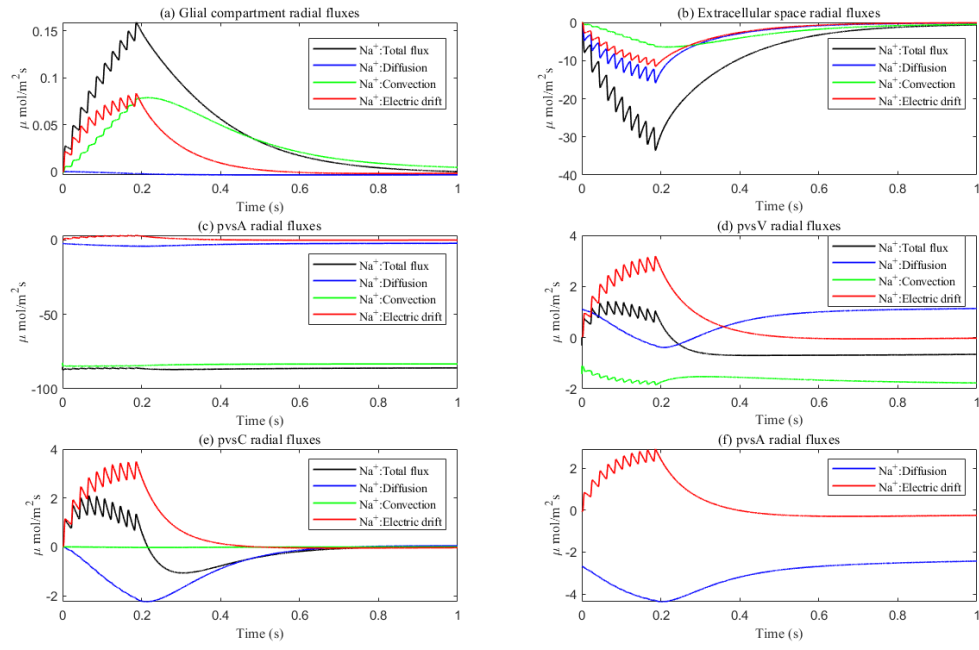 (a) Glial compartment radial fluxes
0.15
0.1
0.05
0
μ mol/m²s
Na⁺:Total flux
Na⁺:Diffusion
Na⁺:Convection
Na⁺:Electric drift
0 0.2 0.4 0.6 0.8 1
Time (s)
(b) Extracellular space radial fluxes
0
-10
-20
-30
-40
μ mol/m²s
Na⁺:Total flux
Na⁺:Diffusion
Na⁺:Convection
Na⁺:Electric drift
0 0.2 0.4 0.6 0.8 1
Time (s)
(c) pvsA radial fluxes
0
-50
-100
μ mol/m²s
Na⁺:Total flux
Na⁺:Diffusion
Na⁺:Convection
Na⁺:Electric drift
0 0.2 0.4 0.6 0.8 1
Time (s)
(d) pvsV radial fluxes
4
2
0
-2
μ mol/m²s
Na⁺:Total flux
Na⁺:Diffusion
Na⁺:Convection
Na⁺:Electric drift
0 0.2 0.4 0.6 0.8 1
Time (s)
(e) pvsC radial fluxes
4
2
0
-2
μ mol/m²s
Na⁺:Total flux
Na⁺:Diffusion
Na⁺:Convection
Na⁺:Electric drift
0 0.2 0.4 0.6 0.8 1
Time (s)
(f) pvsA radial fluxes
2
0
-2
-4
μ mol/m²s
Na⁺:Diffusion
Na⁺:Electric drift
0 0.2 0.4 0.6 0.8 1
Time (s)